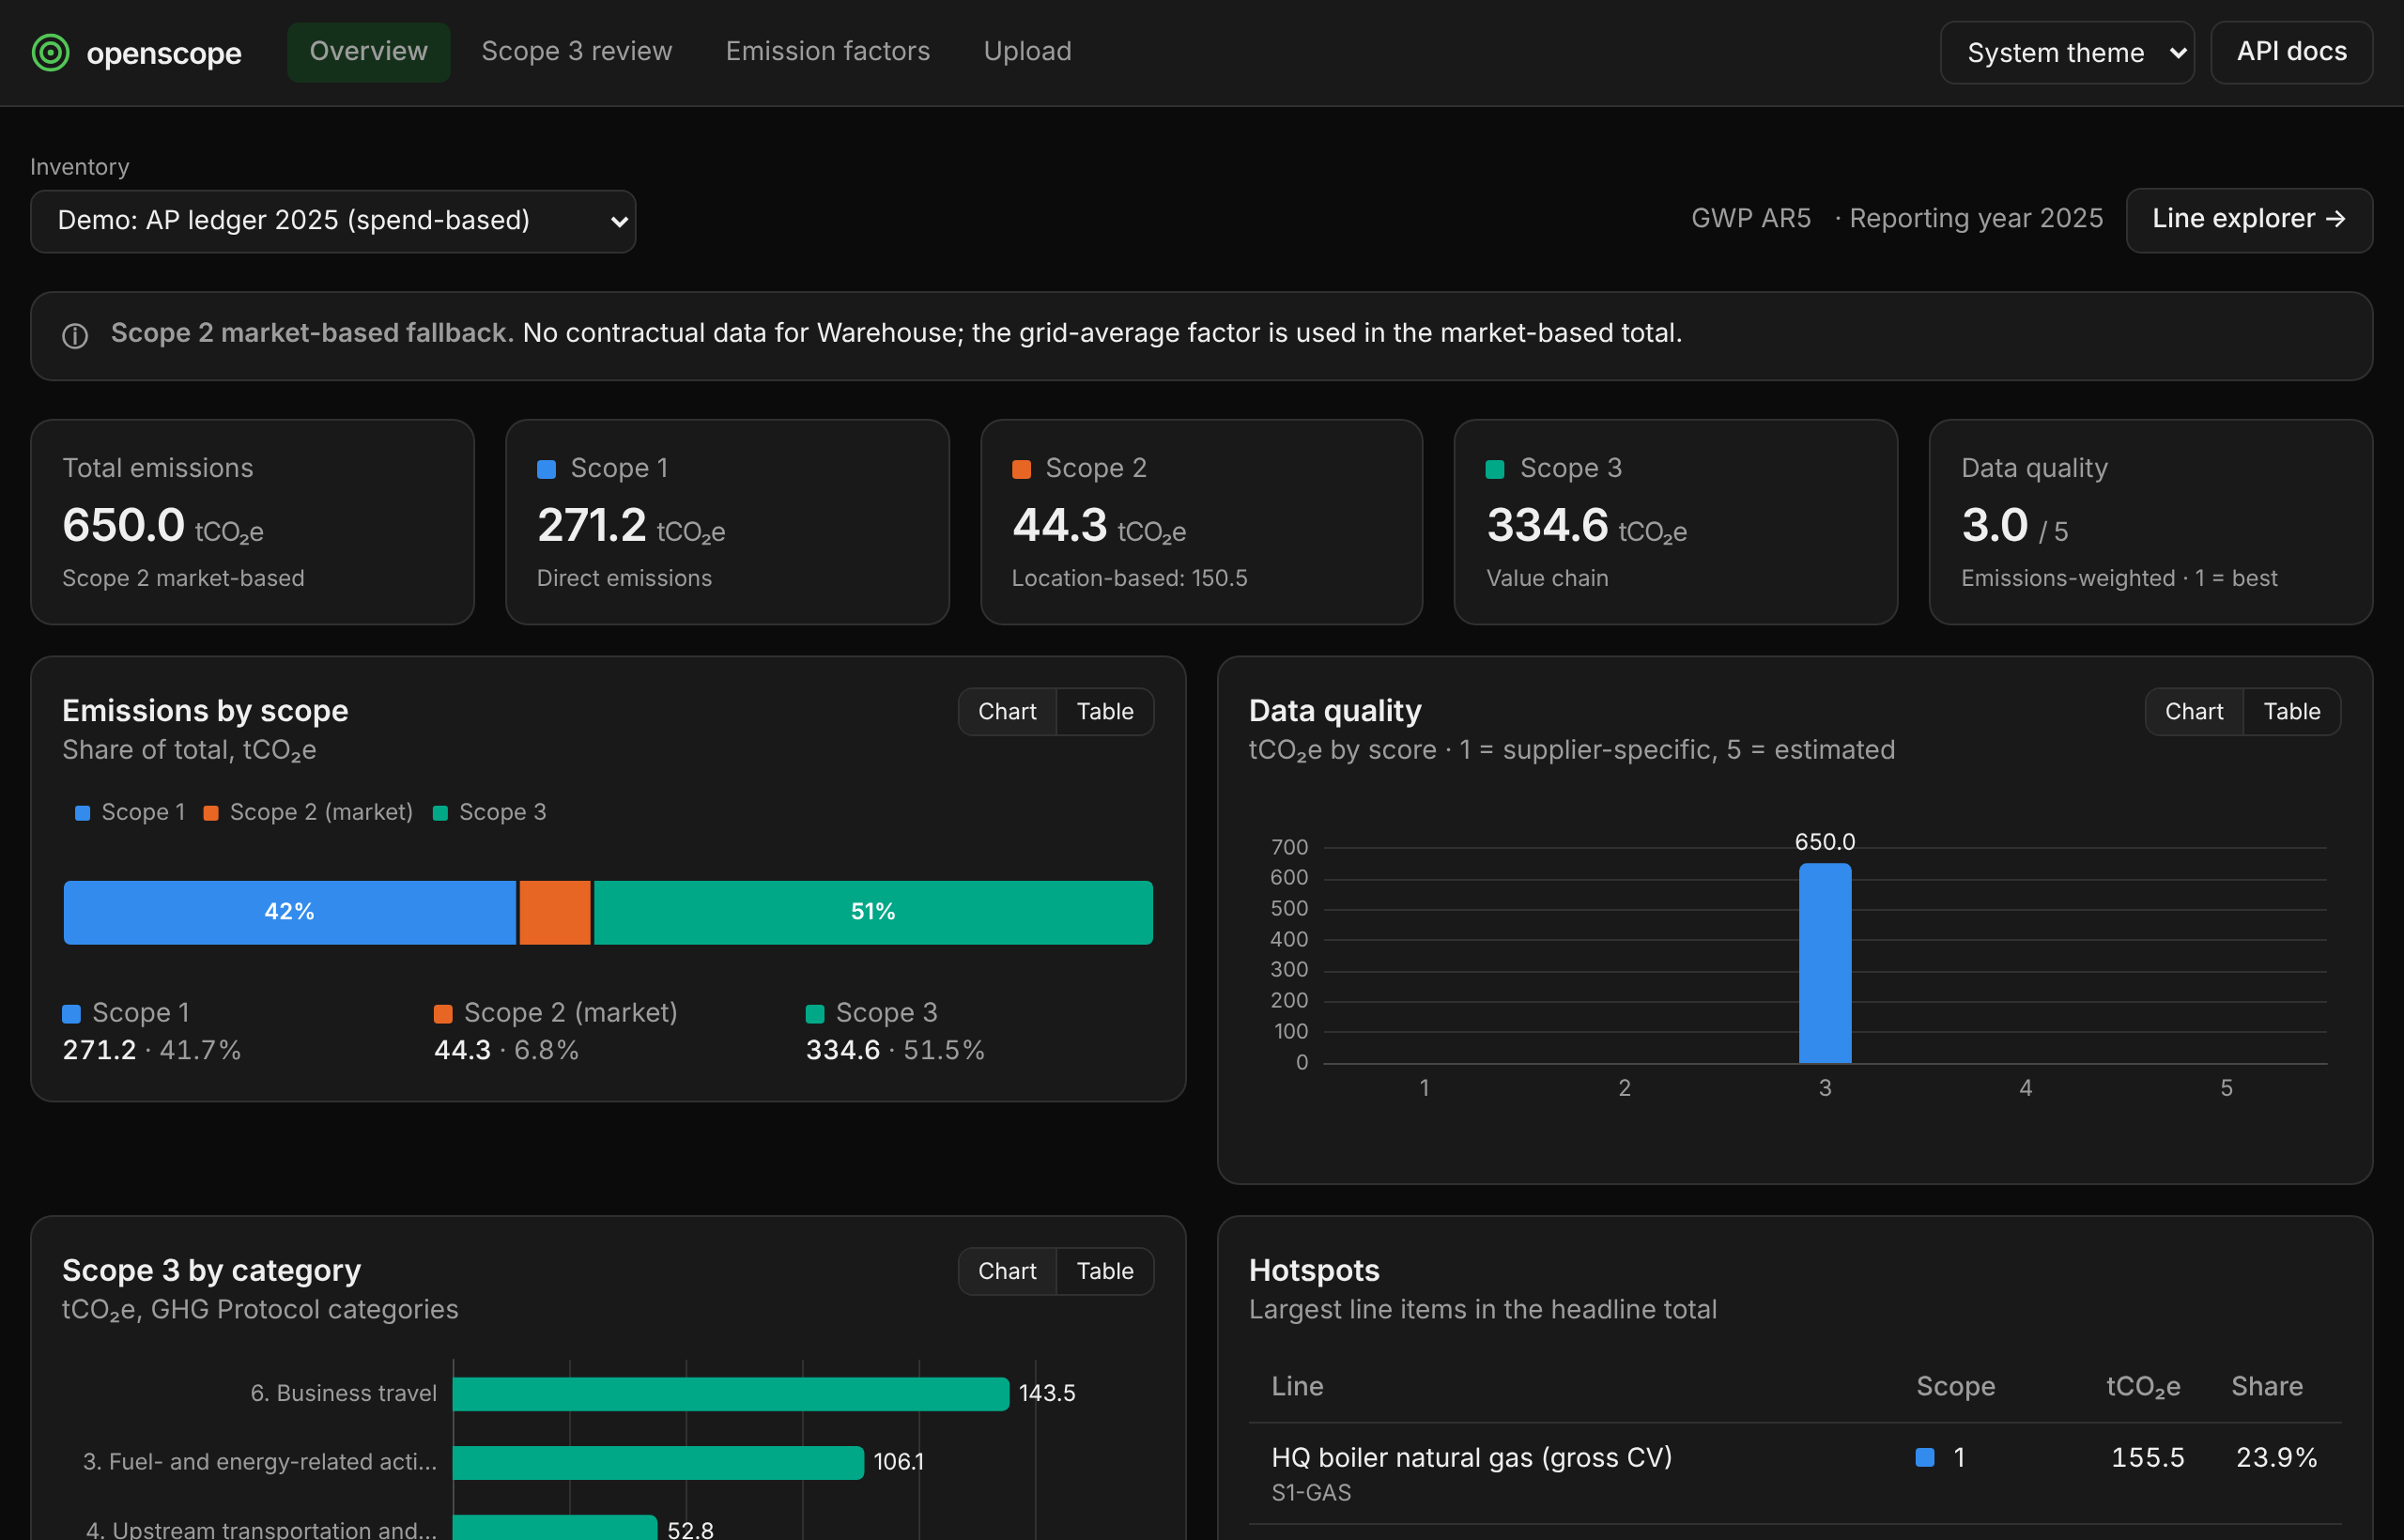 openscope
Overview
Scope 3 review
Emission factors
Upload
System theme
API docs
Inventory
Demo: AP ledger 2025 (spend-based)
GWP AR5 · Reporting year 2025
Line explorer →
Scope 2 market-based fallback. No contractual data for Warehouse; the grid-average factor is used in the market-based total.
Total emissions
650.0 tCO₂e
Scope 2 market-based
Scope 1
271.2 tCO₂e
Direct emissions
Scope 2
44.3 tCO₂e
Location-based: 150.5
Scope 3
334.6 tCO₂e
Value chain
Data quality
3.0 / 5
Emissions-weighted · 1 = best
Emissions by scope
Share of total, tCO₂e
Chart
Table
Scope 1
Scope 2 (market)
Scope 3
42%
51%
Scope 1
271.2 · 41.7%
Scope 2 (market)
44.3 · 6.8%
Scope 3
334.6 · 51.5%
Data quality
tCO₂e by score · 1 = supplier-specific, 5 = estimated
Chart
Table
650.0
700
600
500
400
300
200
100
0
1
2
3
4
5
Scope 3 by category
tCO₂e, GHG Protocol categories
Chart
Table
6. Business travel
143.5
3. Fuel- and energy-related acti...
106.1
4. Upstream transportation and...
52.8
Hotspots
Largest line items in the headline total
Line
Scope
tCO₂e
Share
HQ boiler natural gas (gross CV)
S1-GAS
1
155.5
23.9%